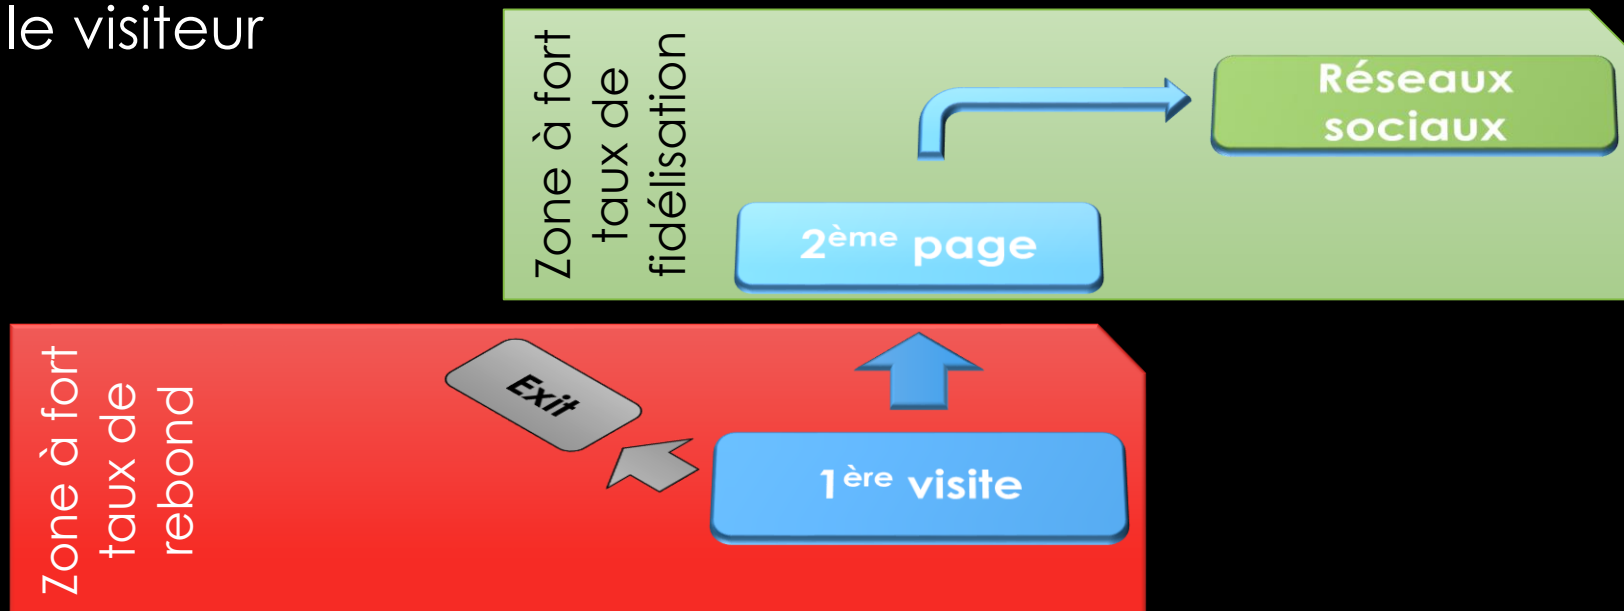 le visiteur
Zone à fort
taux de
fidélisation
Réseaux
sociaux
2ème page
Zone à fort
taux de
rebond
Exit
1ère visite